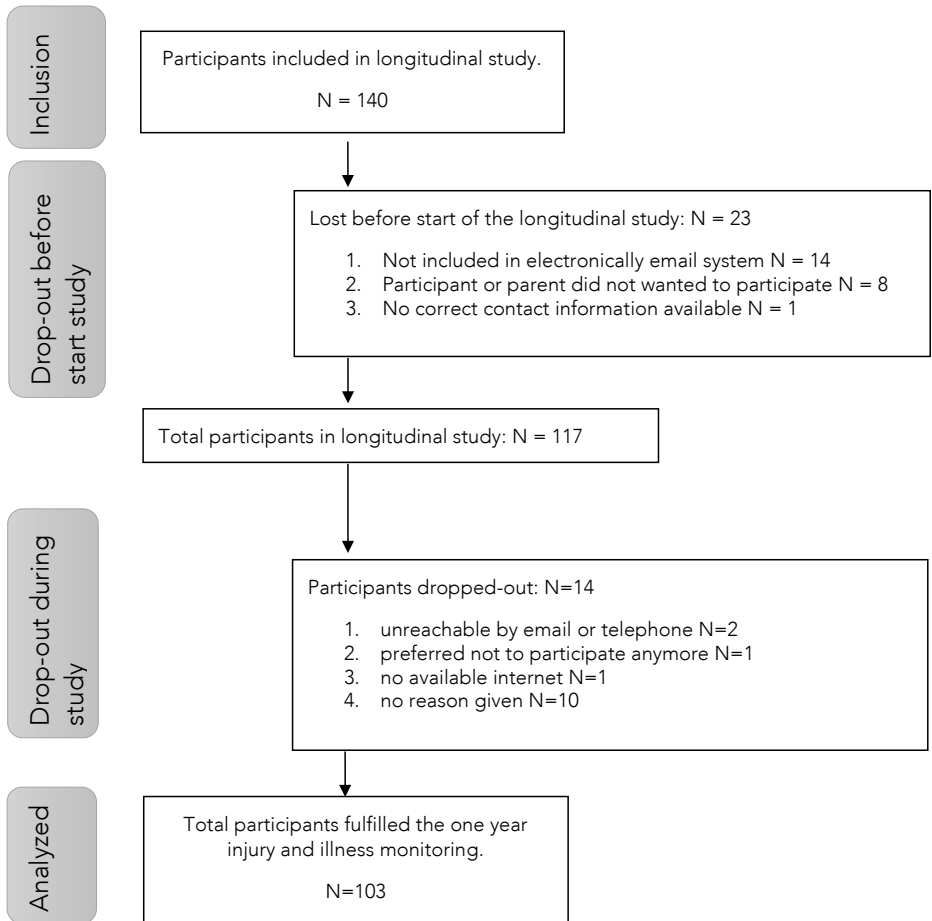 Inclusion
Participants included in longitudinal study.
N = 140
Drop-out before
start study
Lost before start of the longitudinal study: N = 23
1. Not included in electronically email system N = 14
2. Participant or parent did not wanted to participate N = 8
3. No correct contact information available N = 1
Total participants in longitudinal study: N = 117
Drop-out during
study
Participants dropped-out: N=14
1. unreachable by email or telephone N=2
2. preferred not to participate anymore N=1
3. no available internet N=1
4. no reason given N=10
Analyzed
Total participants fulfilled the one year
injury and illness monitoring.
N=103